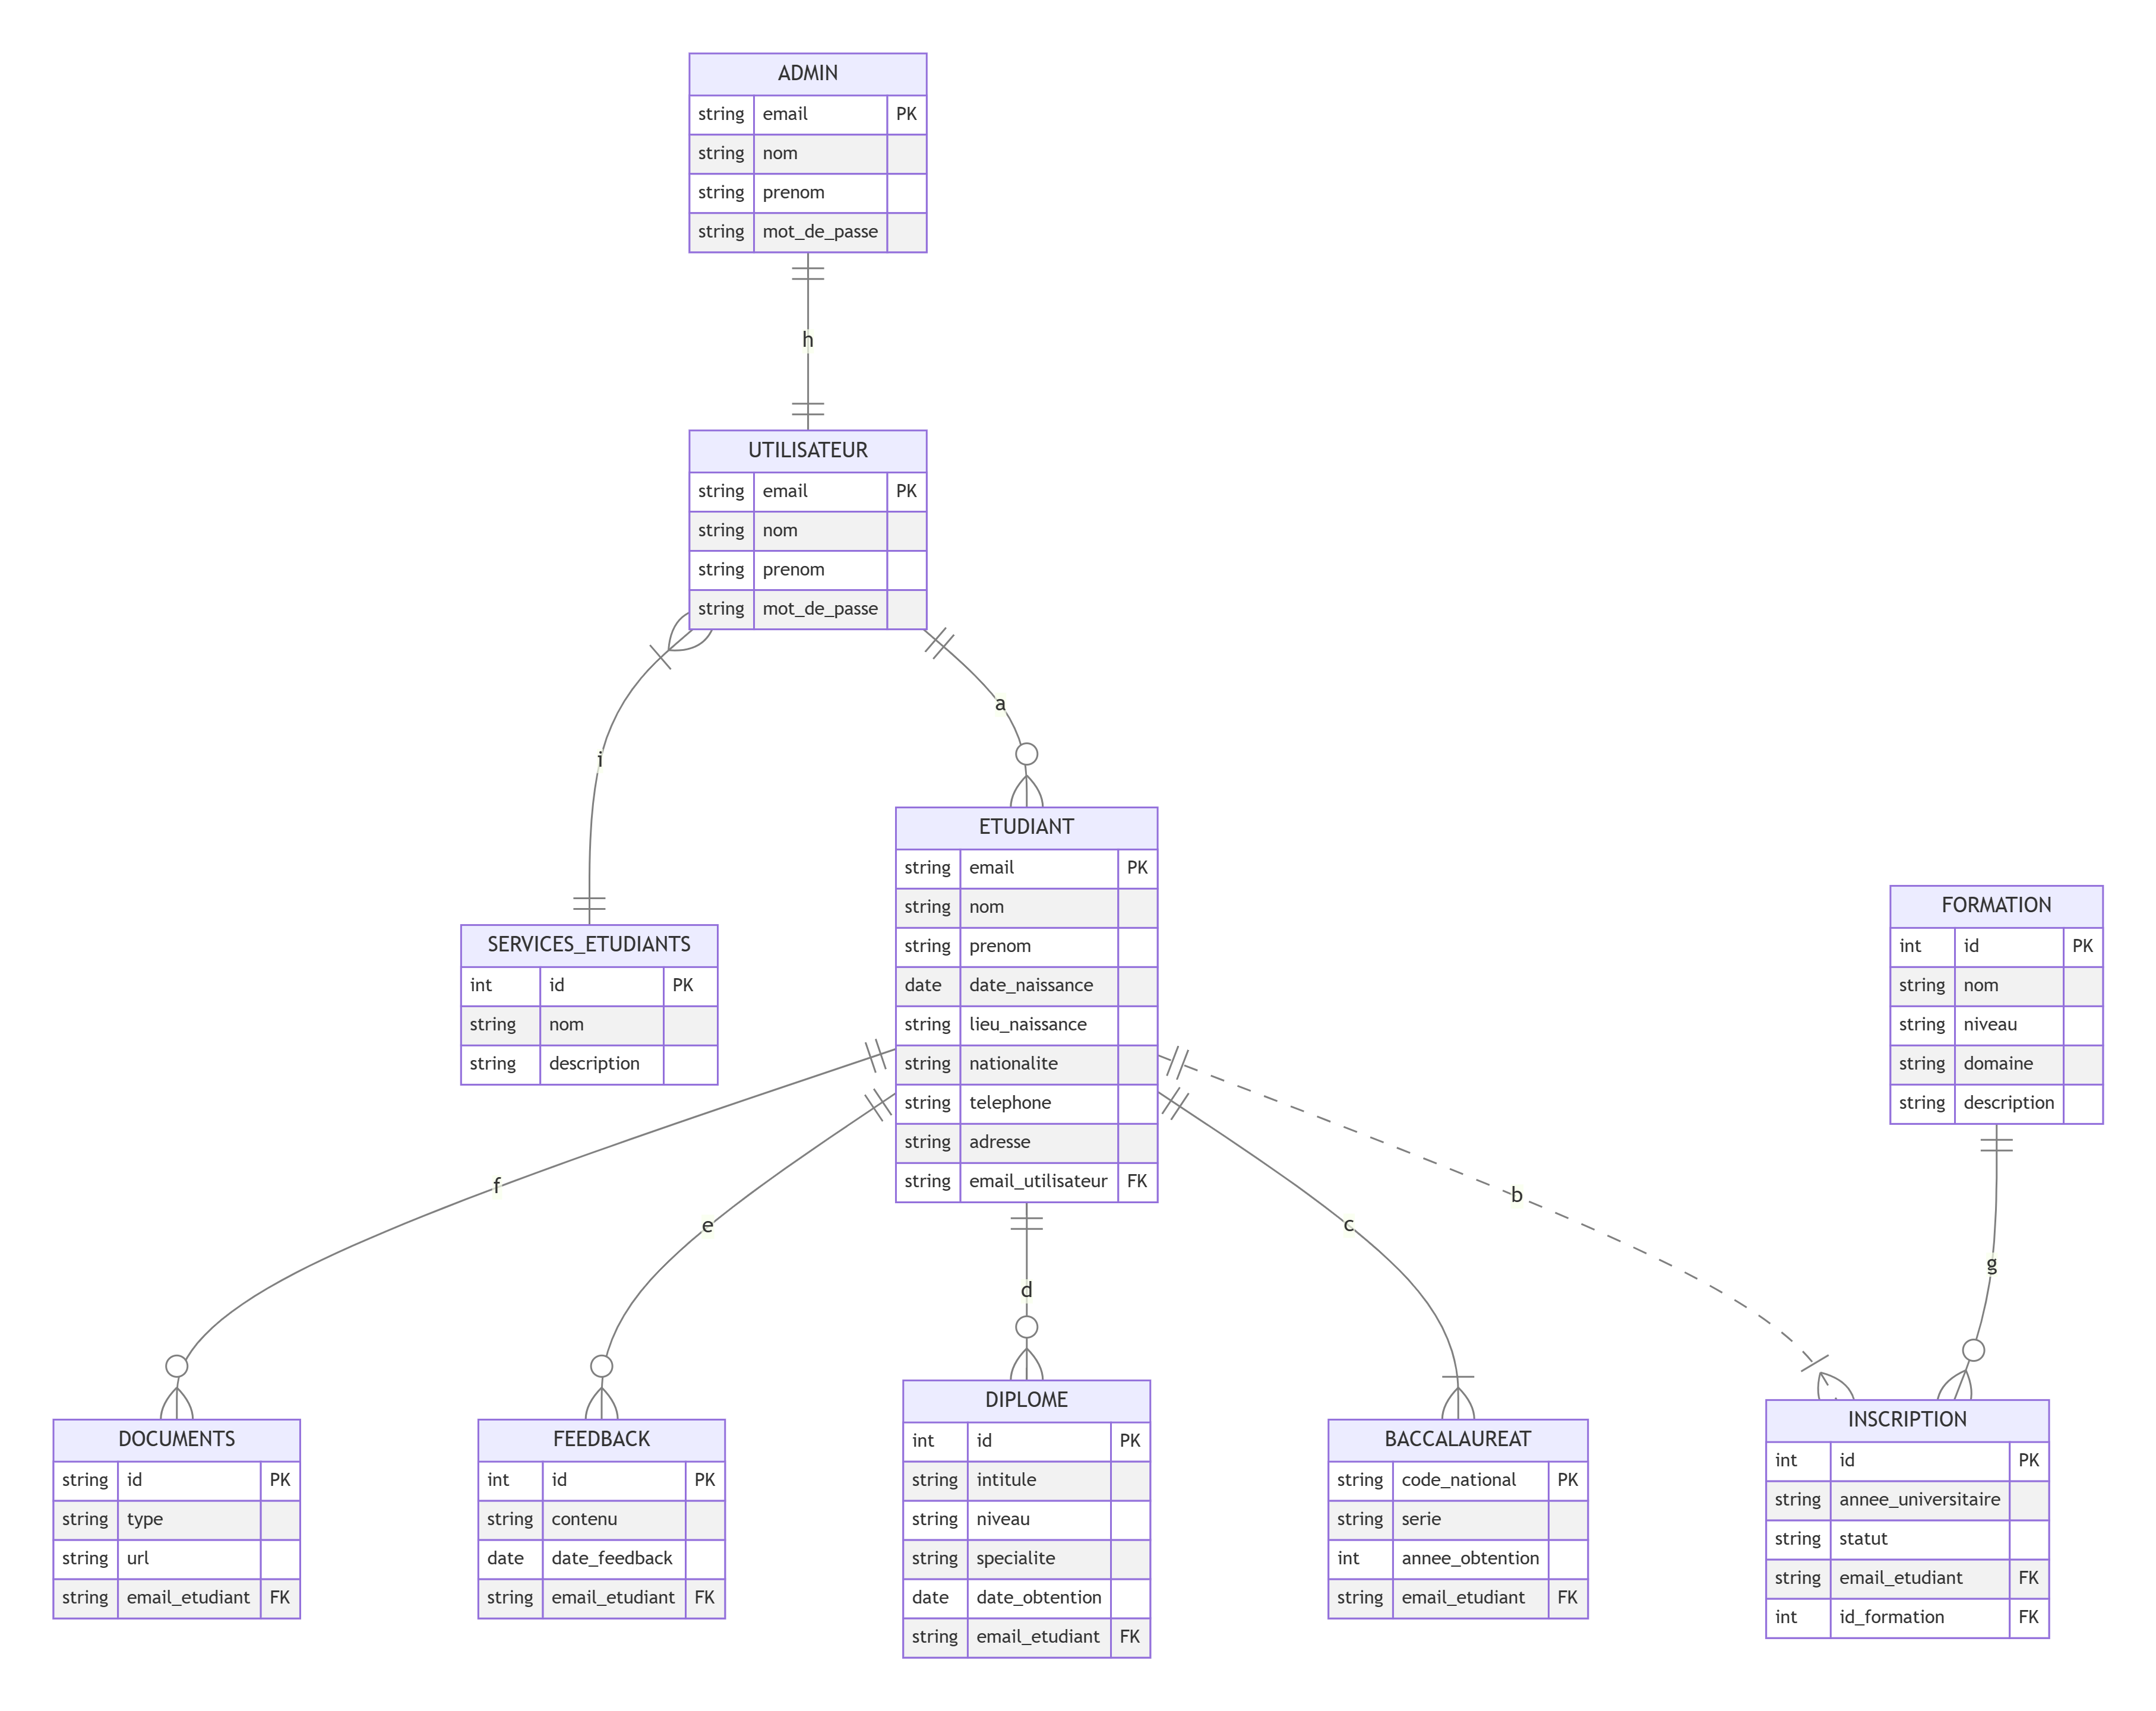 ADMIN
string email PK
string nom
string prenom
string mot_de_passe
h
UTILISATEUR
string email PK
string nom
string prenom
string mot_de_passe
a
i
ETUDIANT
string email PK
string nom
string prenom
date date_naissance
string lieu_naissance
string nationalite
string telephone
string adresse
string email_utilisateur FK
SERVICES_ETUDIANTS
int id PK
string nom
string description
FORMATION
int id PK
string nom
string niveau
string domaine
string description
f
e
d
c
b
g
DOCUMENTS
string id PK
string type
string url
string email_etudiant FK
FEEDBACK
int id PK
string contenu
date date_feedback
string email_etudiant FK
DIPLOME
int id PK
string intitule
string niveau
string specialite
date date_obtention
string email_etudiant FK
BACCALAUREAT
string code_national PK
string serie
int annee_obtention
string email_etudiant FK
INSCRIPTION
int id PK
string annee_universitaire
string statut
string email_etudiant FK
int id_formation FK